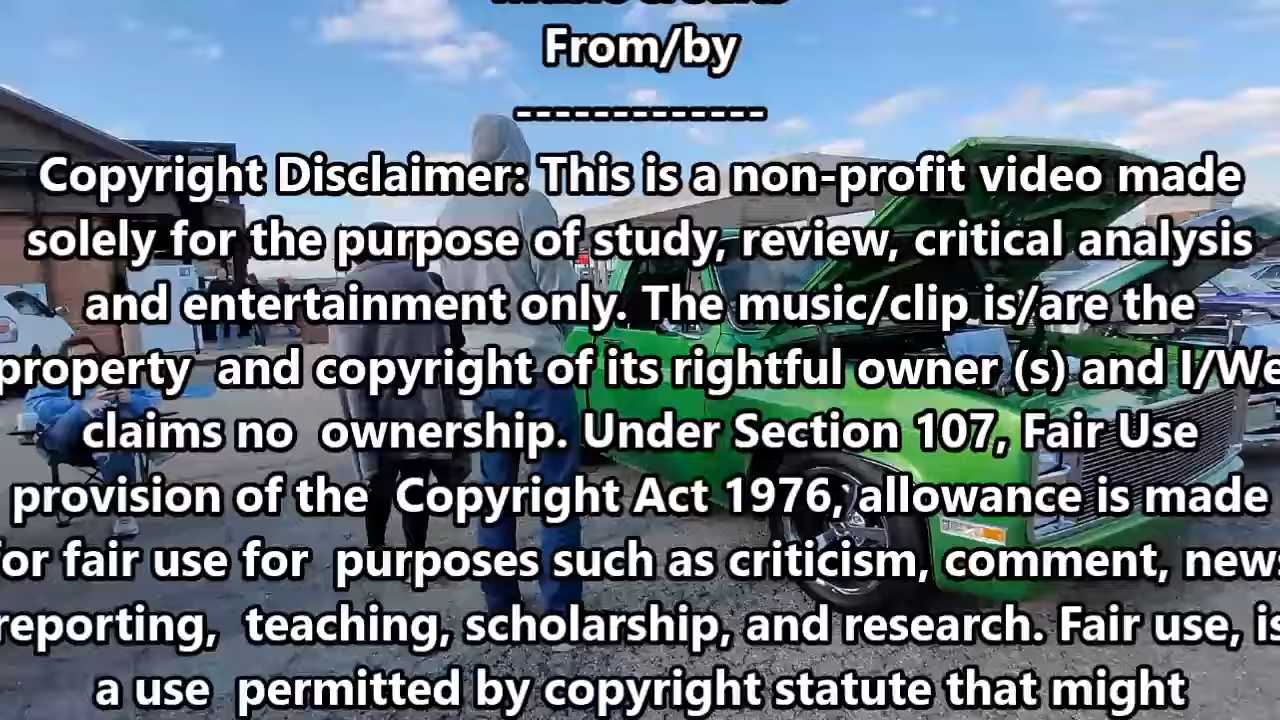 From/by
-------------
Copyright Disclaimer: This is a non-profit video made
solely for the purpose of study, review, critical analysis
and entertainment only. The music/clip is/are the
property  and copyright of its rightful owner (s) and I/We
claims no  ownership. Under Section 107, Fair Use
provision of the  Copyright Act 1976, allowance is made
for fair use for  purposes such as criticism, comment, news
reporting,  teaching, scholarship, and research. Fair use, is
a use  permitted by copyright statute that might